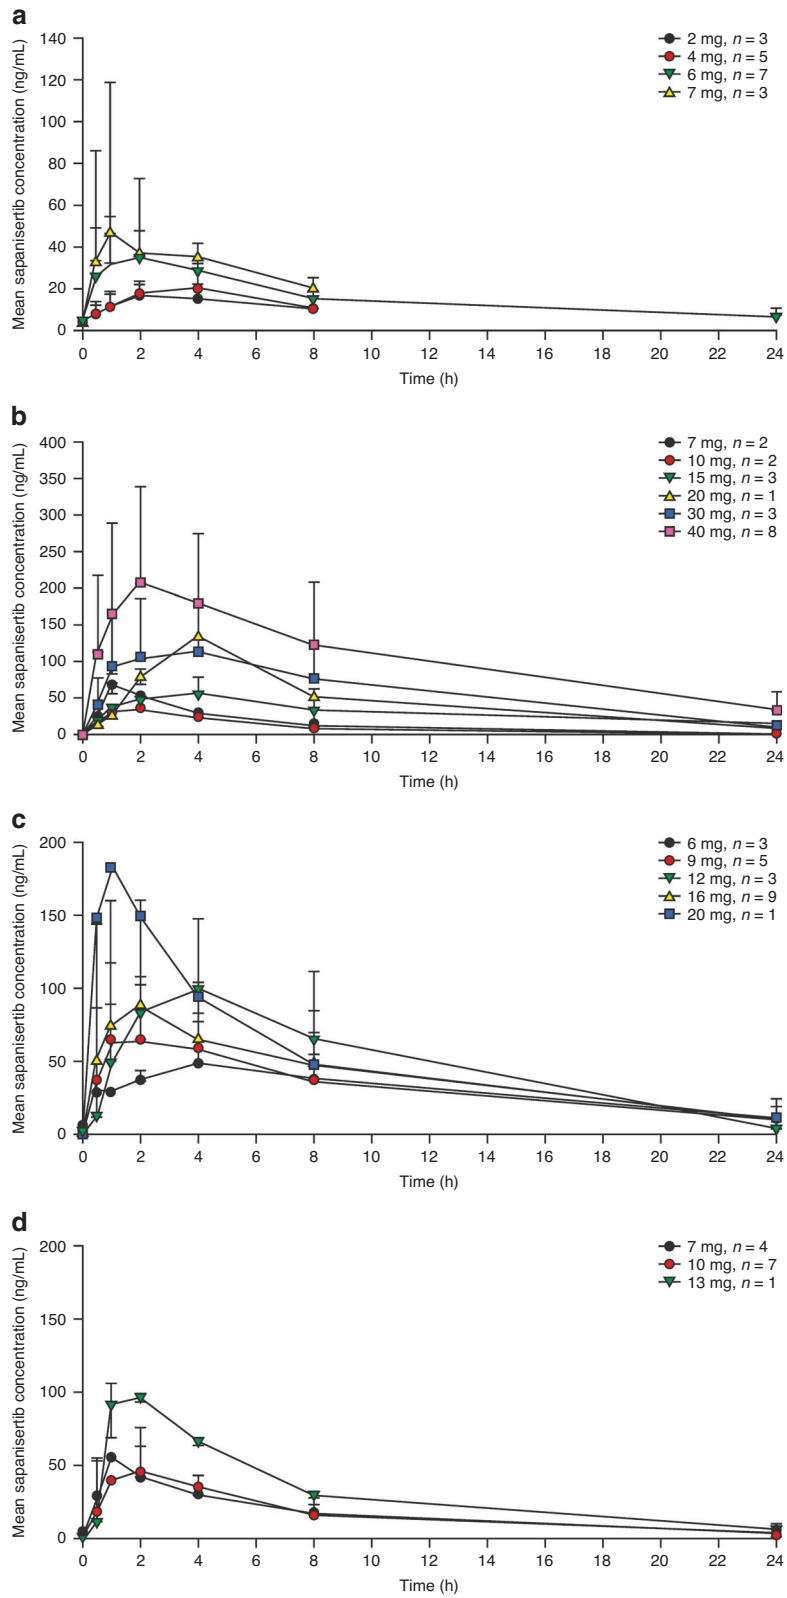 a
Mean sapanisertib concentration (ng/mL)
140
120
100
80
60
40
20
0
0 2 4 6 8 10 12 14 16 18 20 22 24
Time (h)
2 mg, n = 3
4 mg, n = 5
6 mg, n = 7
7 mg, n = 3
b
Mean sapanisertib concentration (ng/mL)
400
350
300
250
200
150
100
50
0
0 2 4 6 8 10 12 14 16 18 20 22 24
Time (h)
7 mg, n = 2
10 mg, n = 2
15 mg, n = 3
20 mg, n = 1
30 mg, n = 3
40 mg, n = 8
c
Mean sapanisertib concentration (ng/mL)
200
150
100
50
0
0 2 4 6 8 10 12 14 16 18 20 22 24
Time (h)
6 mg, n = 3
9 mg, n = 5
12 mg, n = 3
16 mg, n = 9
20 mg, n = 1
d
Mean sapanisertib concentration (ng/mL)
200
150
100
50
0
0 2 4 6 8 10 12 14 16 18 20 22 24
Time (h)
7 mg, n = 4
10 mg, n = 7
13 mg, n = 1